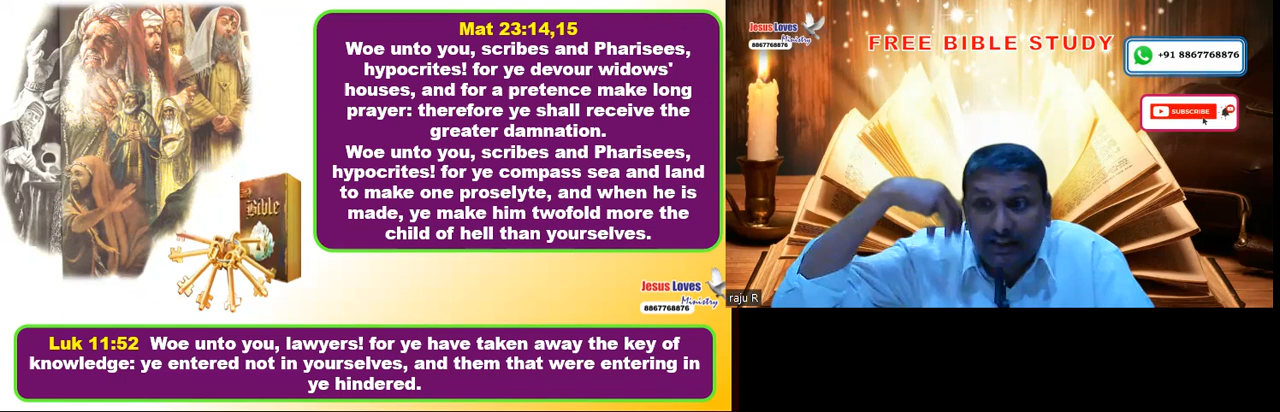 Mat 23:14,15
Woe unto you, scribes and Pharisees,
hypocrites! for ye devour widows'
houses, and for a pretence make long
prayer: therefore ye shall receive the
greater damnation.
Woe unto you, scribes and Pharisees,
hypocrites! for ye compass sea and land
to make one proselyte, and when he is
made, ye make him twofold more the
child of hell than yourselves.
Bible
Jesus Loves
Ministry
8867768876
Luk 11:52 Woe unto you, lawyers! for ye have taken away the key of
knowledge: ye entered not in yourselves, and them that were entering in
ye hindered.
Jesus Loves
Ministry
8867768876
FREE BIBLE STUDY
+91 8867768876
SUBSCRIBE
raju R